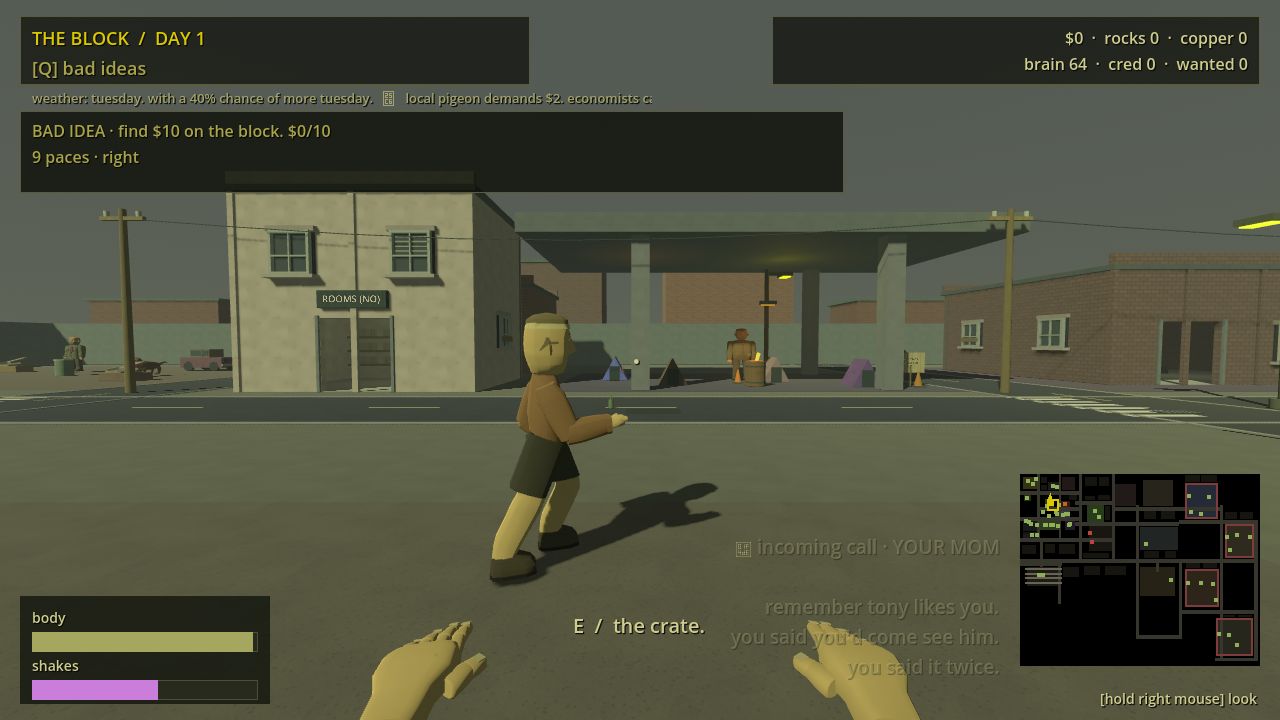 THE BLOCK / DAY 1
[Q] bad ideas
$0 · rocks 0 · copper 0
brain 64 · cred 0 · wanted 0
weather: tuesday. with a 40% chance of more tuesday. local pigeon demands $2. economists
BAD IDEA · find $10 on the block. $0/10
9 paces · right
ROOMS (NO)
incoming call · YOUR MOM
remember tony likes you.
you said you'd come see him.
you said it twice.
E / the crate.
body
shakes
[hold right mouse] look